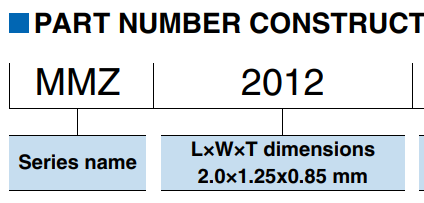 PART NUMBER CONSTRUCT
MMZ 2012
Series name
L×W×T dimensions
2.0×1.25x0.85 mm